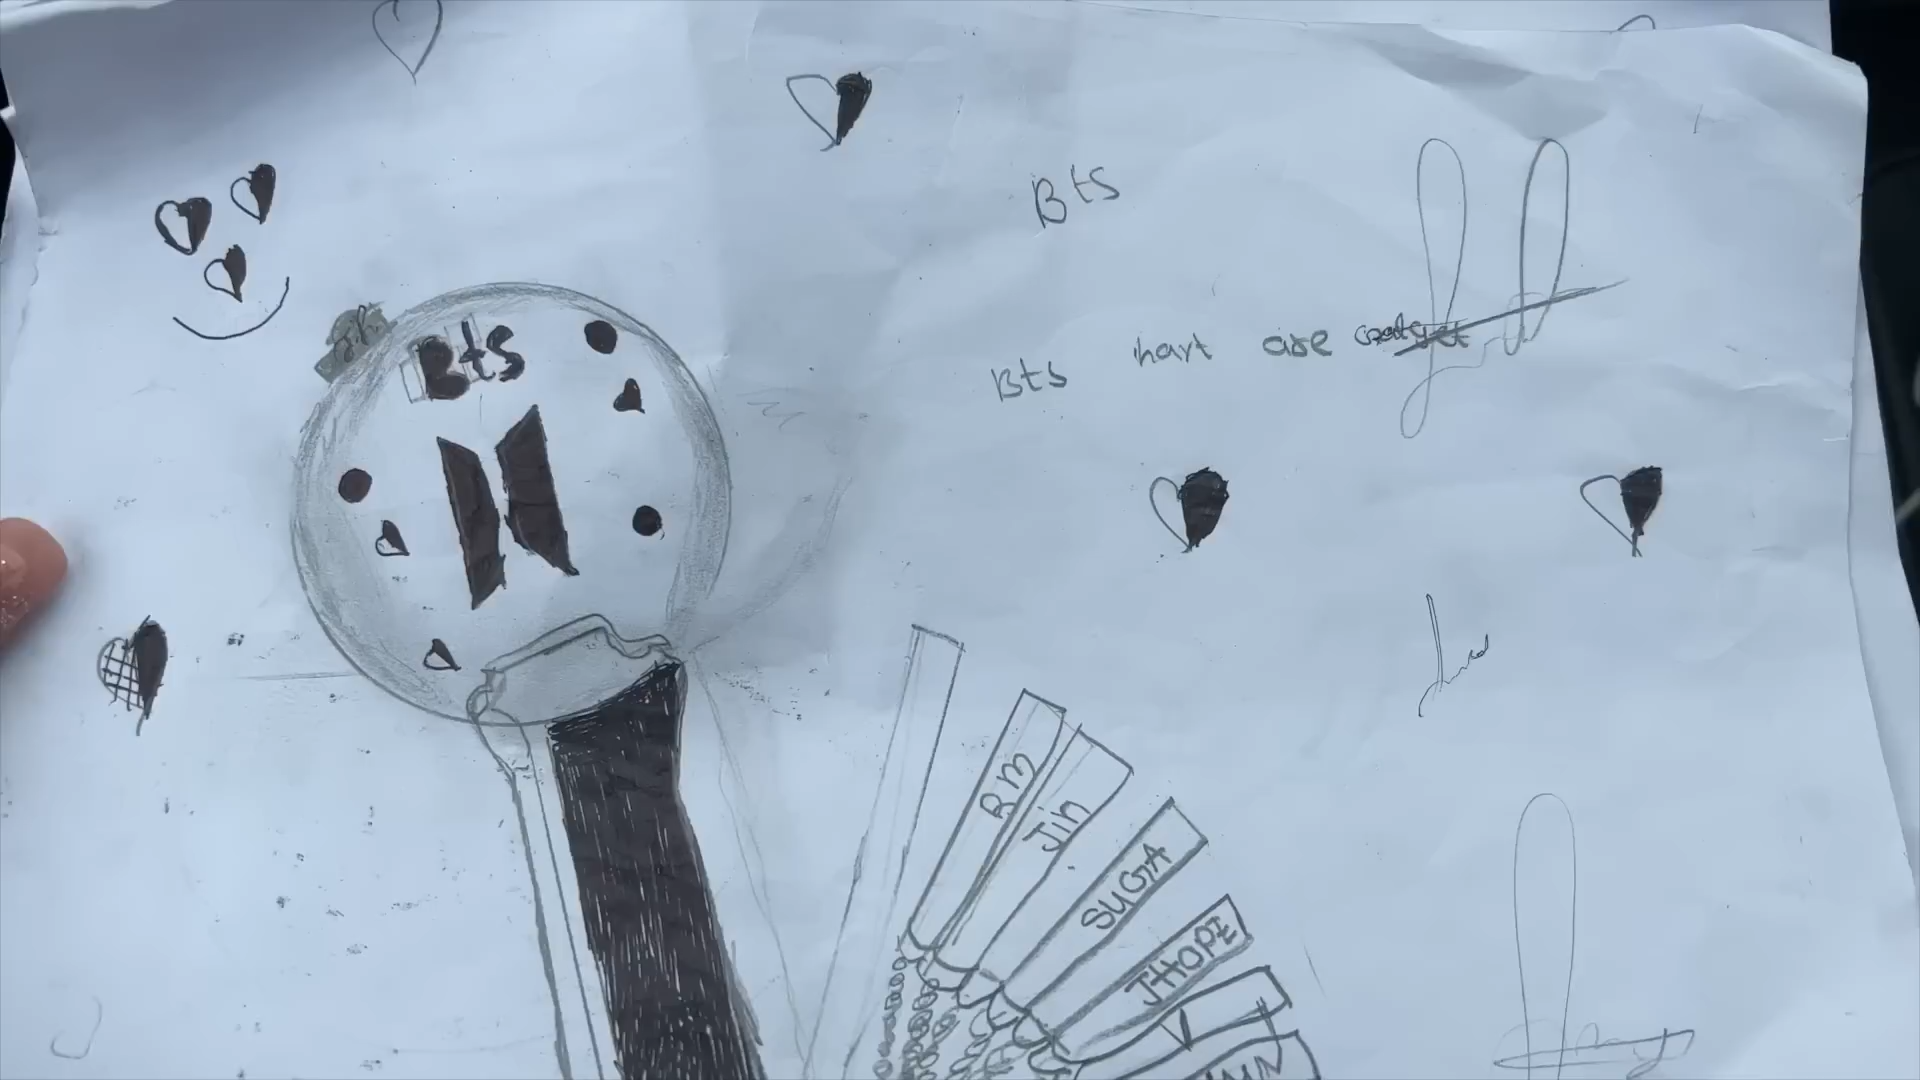 Bts
Bts
Bts hart are
RM
Jin
SUGA
JHOPE
V